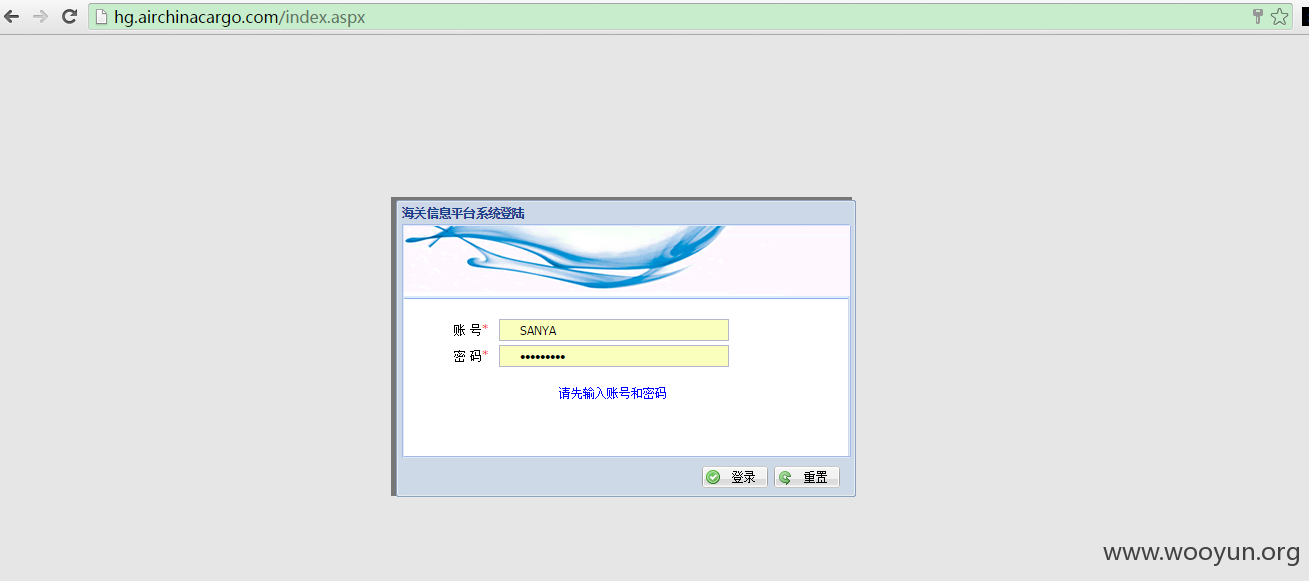 hg.airchinacargo.com/index.aspx
海关信息平台系统登陆
账 号* SANYA
密 码* •••••••••
请先输入账号和密码
登录 重置
www.wooyun.org